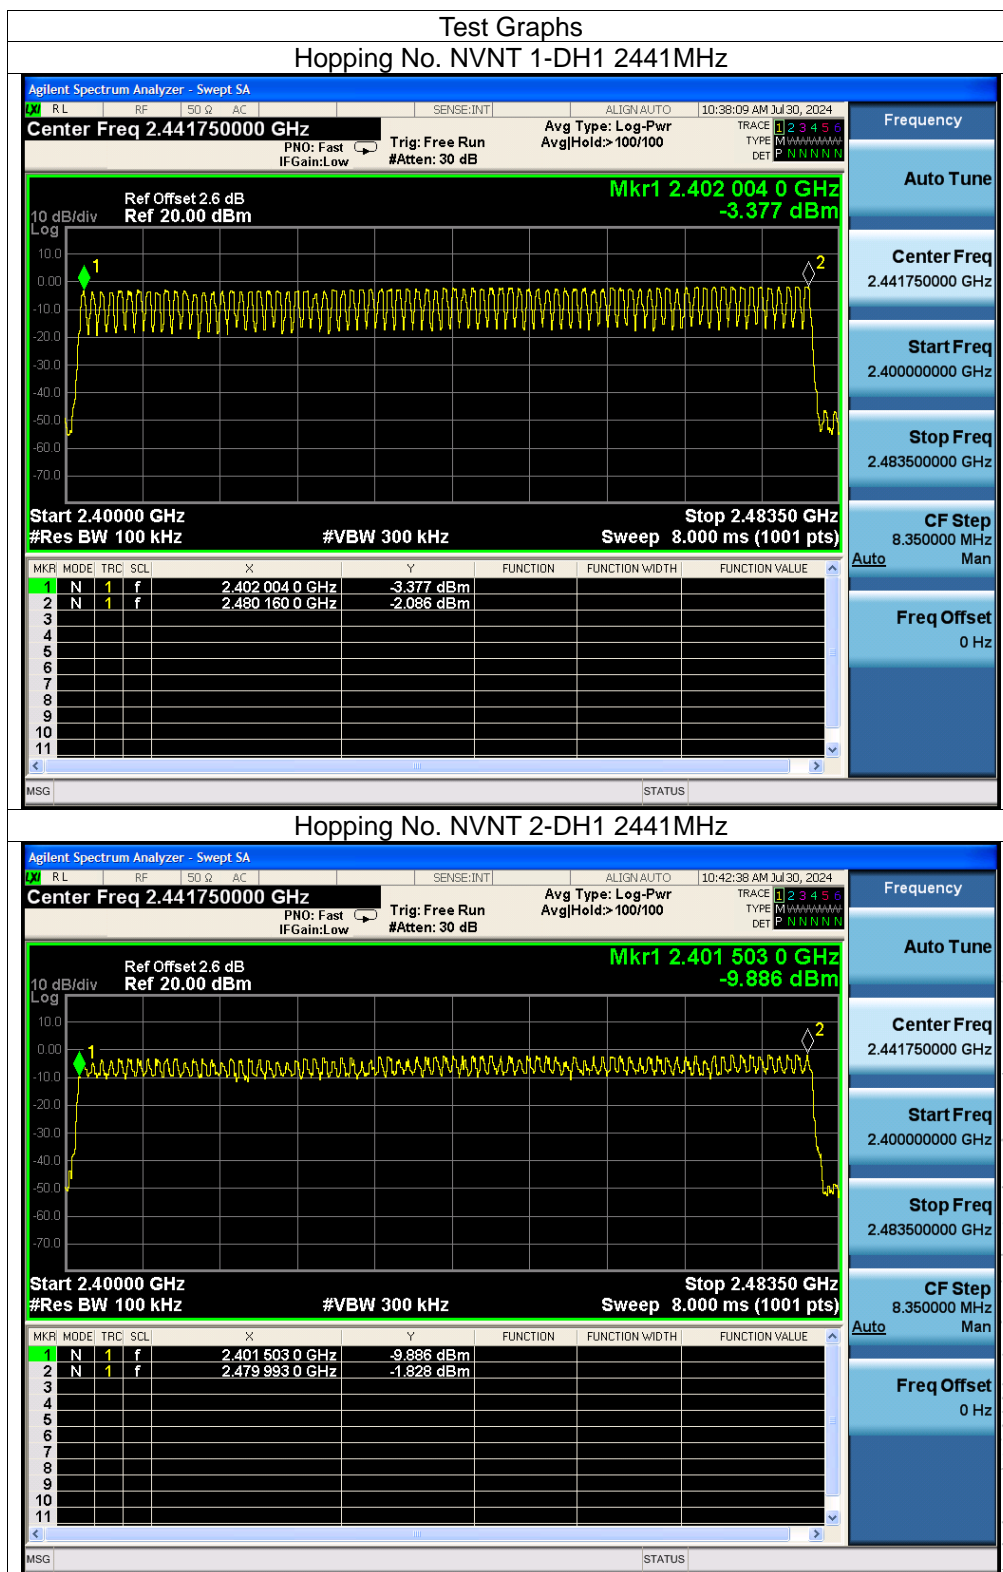 Test Graphs
Hopping No. NVNT 1-DH1 2441MHz
Agilent Spectrum Analyzer - Swept SA
LXI RL RF 50 Ω AC SENSE:INT ALIGN AUTO 10:38:09 AM Jul 30, 2024
Center Freq 2.441750000 GHz
PNO: Fast
IFGain:Low
Trig: Free Run
#Atten: 30 dB
Avg Type: Log-Pwr
Avg|Hold:>100/100
TRACE 1 2 3 4 5 6
TYPE M WWWWW
DET P N N N N N
Frequency
Auto Tune
Center Freq
2.441750000 GHz
Start Freq
2.400000000 GHz
Stop Freq
2.483500000 GHz
CF Step
8.350000 MHz
Auto Man
Freq Offset
0 Hz
Mkr1 2.402 004 0 GHz
-3.377 dBm
Ref Offset 2.6 dB
10 dB/div Ref 20.00 dBm
Log
10.0
0.00
-10.0
-20.0
-30.0
-40.0
-50.0
-60.0
-70.0
1
2
Start 2.40000 GHz Stop 2.48350 GHz
#Res BW 100 kHz #VBW 300 kHz Sweep 8.000 ms (1001 pts)
MKR MODE TRC SCL X Y FUNCTION FUNCTION WIDTH FUNCTION VALUE
1 N 1 f 2.402 004 0 GHz -3.377 dBm
2 N 1 f 2.480 160 0 GHz -2.086 dBm
3
4
5
6
7
8
9
10
11
MSG STATUS
Hopping No. NVNT 2-DH1 2441MHz
Agilent Spectrum Analyzer - Swept SA
LXI RL RF 50 Ω AC SENSE:INT ALIGN AUTO 10:42:38 AM Jul 30, 2024
Center Freq 2.441750000 GHz
PNO: Fast
IFGain:Low
Trig: Free Run
#Atten: 30 dB
Avg Type: Log-Pwr
Avg|Hold:>100/100
TRACE 1 2 3 4 5 6
TYPE M WWWWW
DET P N N N N N
Frequency
Auto Tune
Center Freq
2.441750000 GHz
Start Freq
2.400000000 GHz
Stop Freq
2.483500000 GHz
CF Step
8.350000 MHz
Auto Man
Freq Offset
0 Hz
Mkr1 2.401 503 0 GHz
-9.886 dBm
Ref Offset 2.6 dB
10 dB/div Ref 20.00 dBm
Log
10.0
0.00
-10.0
-20.0
-30.0
-40.0
-50.0
-60.0
-70.0
1
2
Start 2.40000 GHz Stop 2.48350 GHz
#Res BW 100 kHz #VBW 300 kHz Sweep 8.000 ms (1001 pts)
MKR MODE TRC SCL X Y FUNCTION FUNCTION WIDTH FUNCTION VALUE
1 N 1 f 2.401 503 0 GHz -9.886 dBm
2 N 1 f 2.479 993 0 GHz -1.828 dBm
3
4
5
6
7
8
9
10
11
MSG STATUS